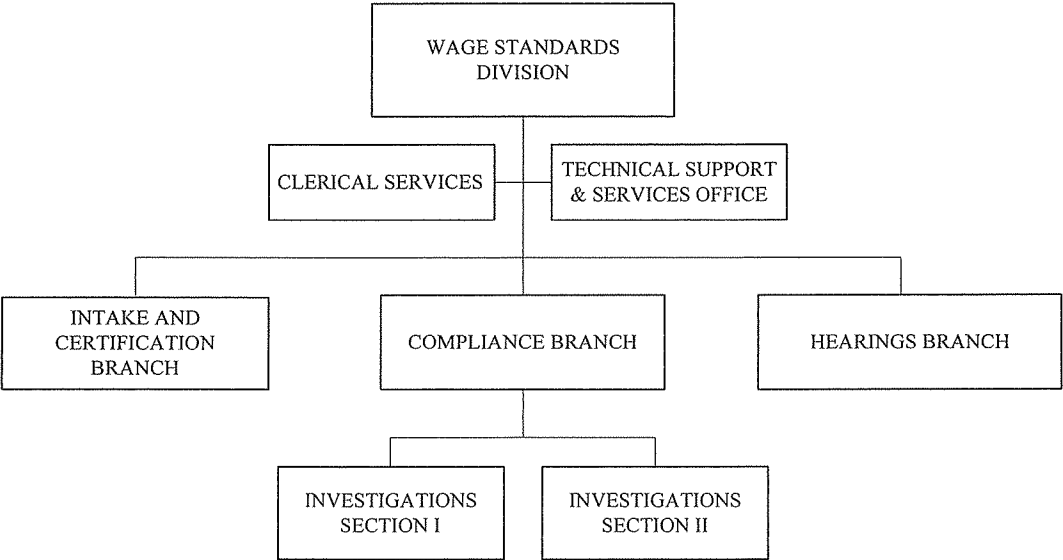 WAGE STANDARDS
DIVISION
CLERICAL SERVICES
TECHNICAL SUPPORT
& SERVICES OFFICE
INTAKE AND
CERTIFICATION
BRANCH
COMPLIANCE BRANCH
HEARINGS BRANCH
INVESTIGATIONS
SECTION I
INVESTIGATIONS
SECTION II